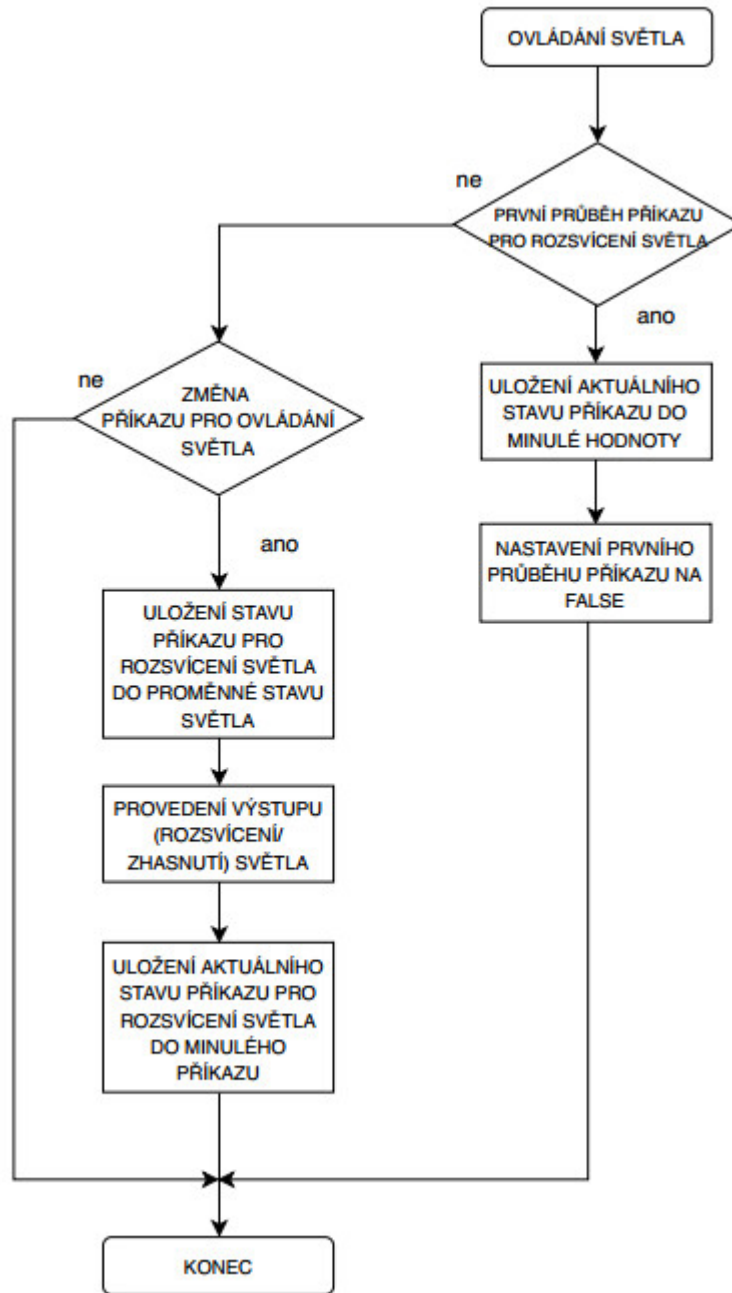 OVLÁDÁNÍ SVĚTLA
ne
PRVNÍ PRŮBĚH PŘÍKAZU
PRO ROZSVÍCENÍ SVĚTLA
ano
ULOŽENÍ AKTUÁLNÍHO
STAVU PŘÍKAZU DO
MINULÉ HODNOTY
NASTAVENÍ PRVNÍHO
PRŮBĚHU PŘÍKAZU NA
FALSE
ne
ZMĚNA
PŘÍKAZU PRO OVLÁDÁNÍ
SVĚTLA
ano
ULOŽENÍ STAVU
PŘÍKAZU PRO
ROZSVÍCENÍ SVĚTLA
DO PROMĚNNÉ STAVU
SVĚTLA
PROVEDENÍ VÝSTUPU
(ROZSVÍCENÍ/
ZHASNUTÍ) SVĚTLA
ULOŽENÍ AKTUÁLNÍHO
STAVU PŘÍKAZU PRO
ROZSVÍCENÍ SVĚTLA
DO MINULÉHO
PŘÍKAZU
KONEC